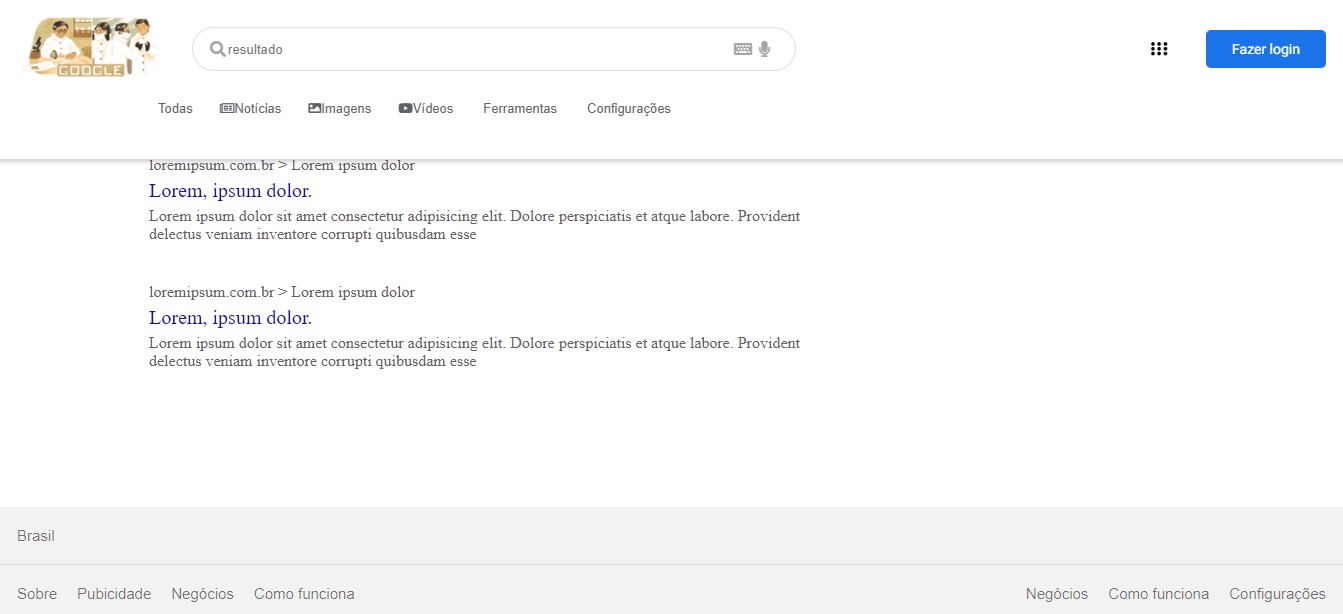 GOOGLE
resultado
Fazer login
Todas Notícias Imagens Vídeos Ferramentas Configurações
loremipsum.com.br > Lorem ipsum dolor
Lorem, ipsum dolor.
Lorem ipsum dolor sit amet consectetur adipisicing elit. Dolore perspiciatis et atque labore. Provident
delectus veniam inventore corrupti quibusdam esse
loremipsum.com.br > Lorem ipsum dolor
Lorem, ipsum dolor.
Lorem ipsum dolor sit amet consectetur adipisicing elit. Dolore perspiciatis et atque labore. Provident
delectus veniam inventore corrupti quibusdam esse
Brasil
Sobre Pubicidade Negócios Como funciona Negócios Como funciona Configurações